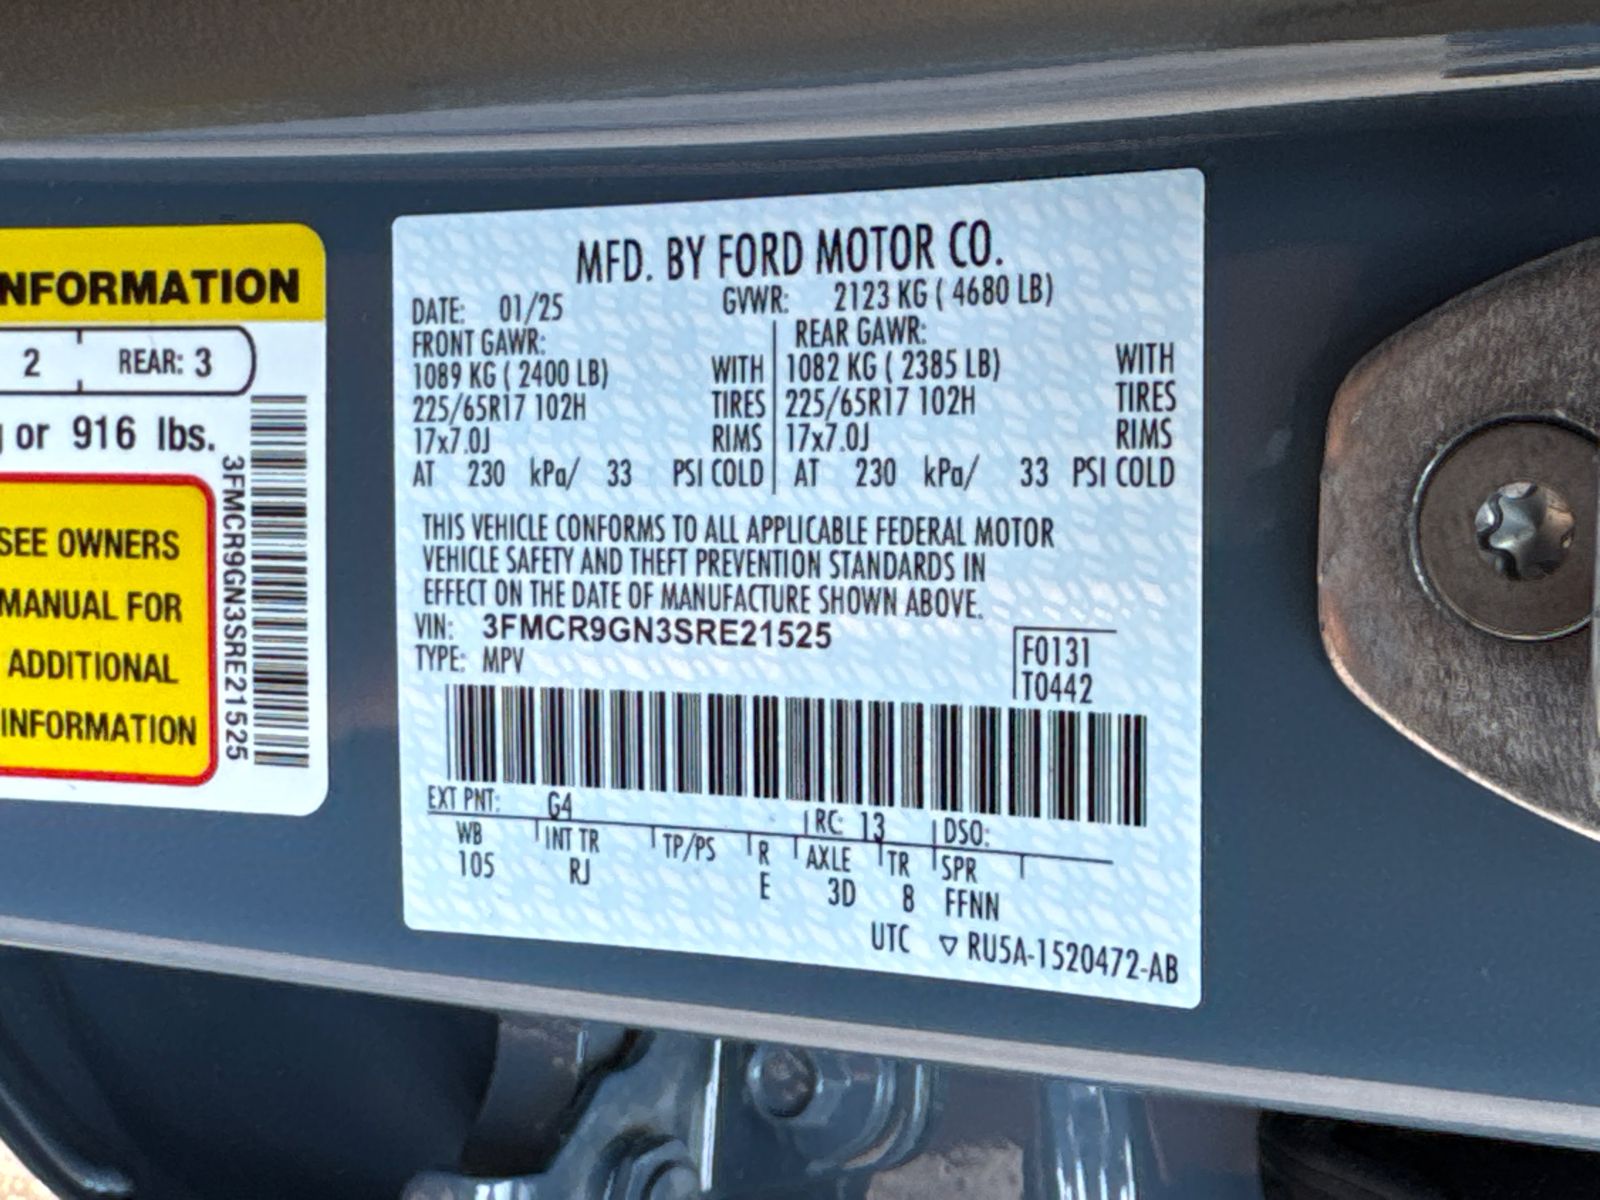 NFORMATION
2 REAR: 3
or 916 lbs.
SEE OWNERS
MANUAL FOR
ADDITIONAL
INFORMATION
3FMCR9GN3SRE21525
MFD. BY FORD MOTOR CO.
DATE: 01/25 GVWR: 2123 KG ( 4680 LB)
FRONT GAWR: REAR GAWR:
1089 KG ( 2400 LB) WITH 1082 KG ( 2385 LB) WITH
225/65R17 102H TIRES 225/65R17 102H TIRES
17x7.0J RIMS 17x7.0J RIMS
AT 230 kPa/ 33 PSI COLD AT 230 kPa/ 33 PSI COLD
THIS VEHICLE CONFORMS TO ALL APPLICABLE FEDERAL MOTOR
VEHICLE SAFETY AND THEFT PREVENTION STANDARDS IN
EFFECT ON THE DATE OF MANUFACTURE SHOWN ABOVE.
VIN: 3FMCR9GN3SRE21525
TYPE: MPV
F0131
T0442
EXT PNT: G4 RC: 13 DSO:
WB INT TR TP/PS R AXLE TR SPR
105 RJ E 3D 8 FFNN
UTC ▽ RU5A-1520472-AB